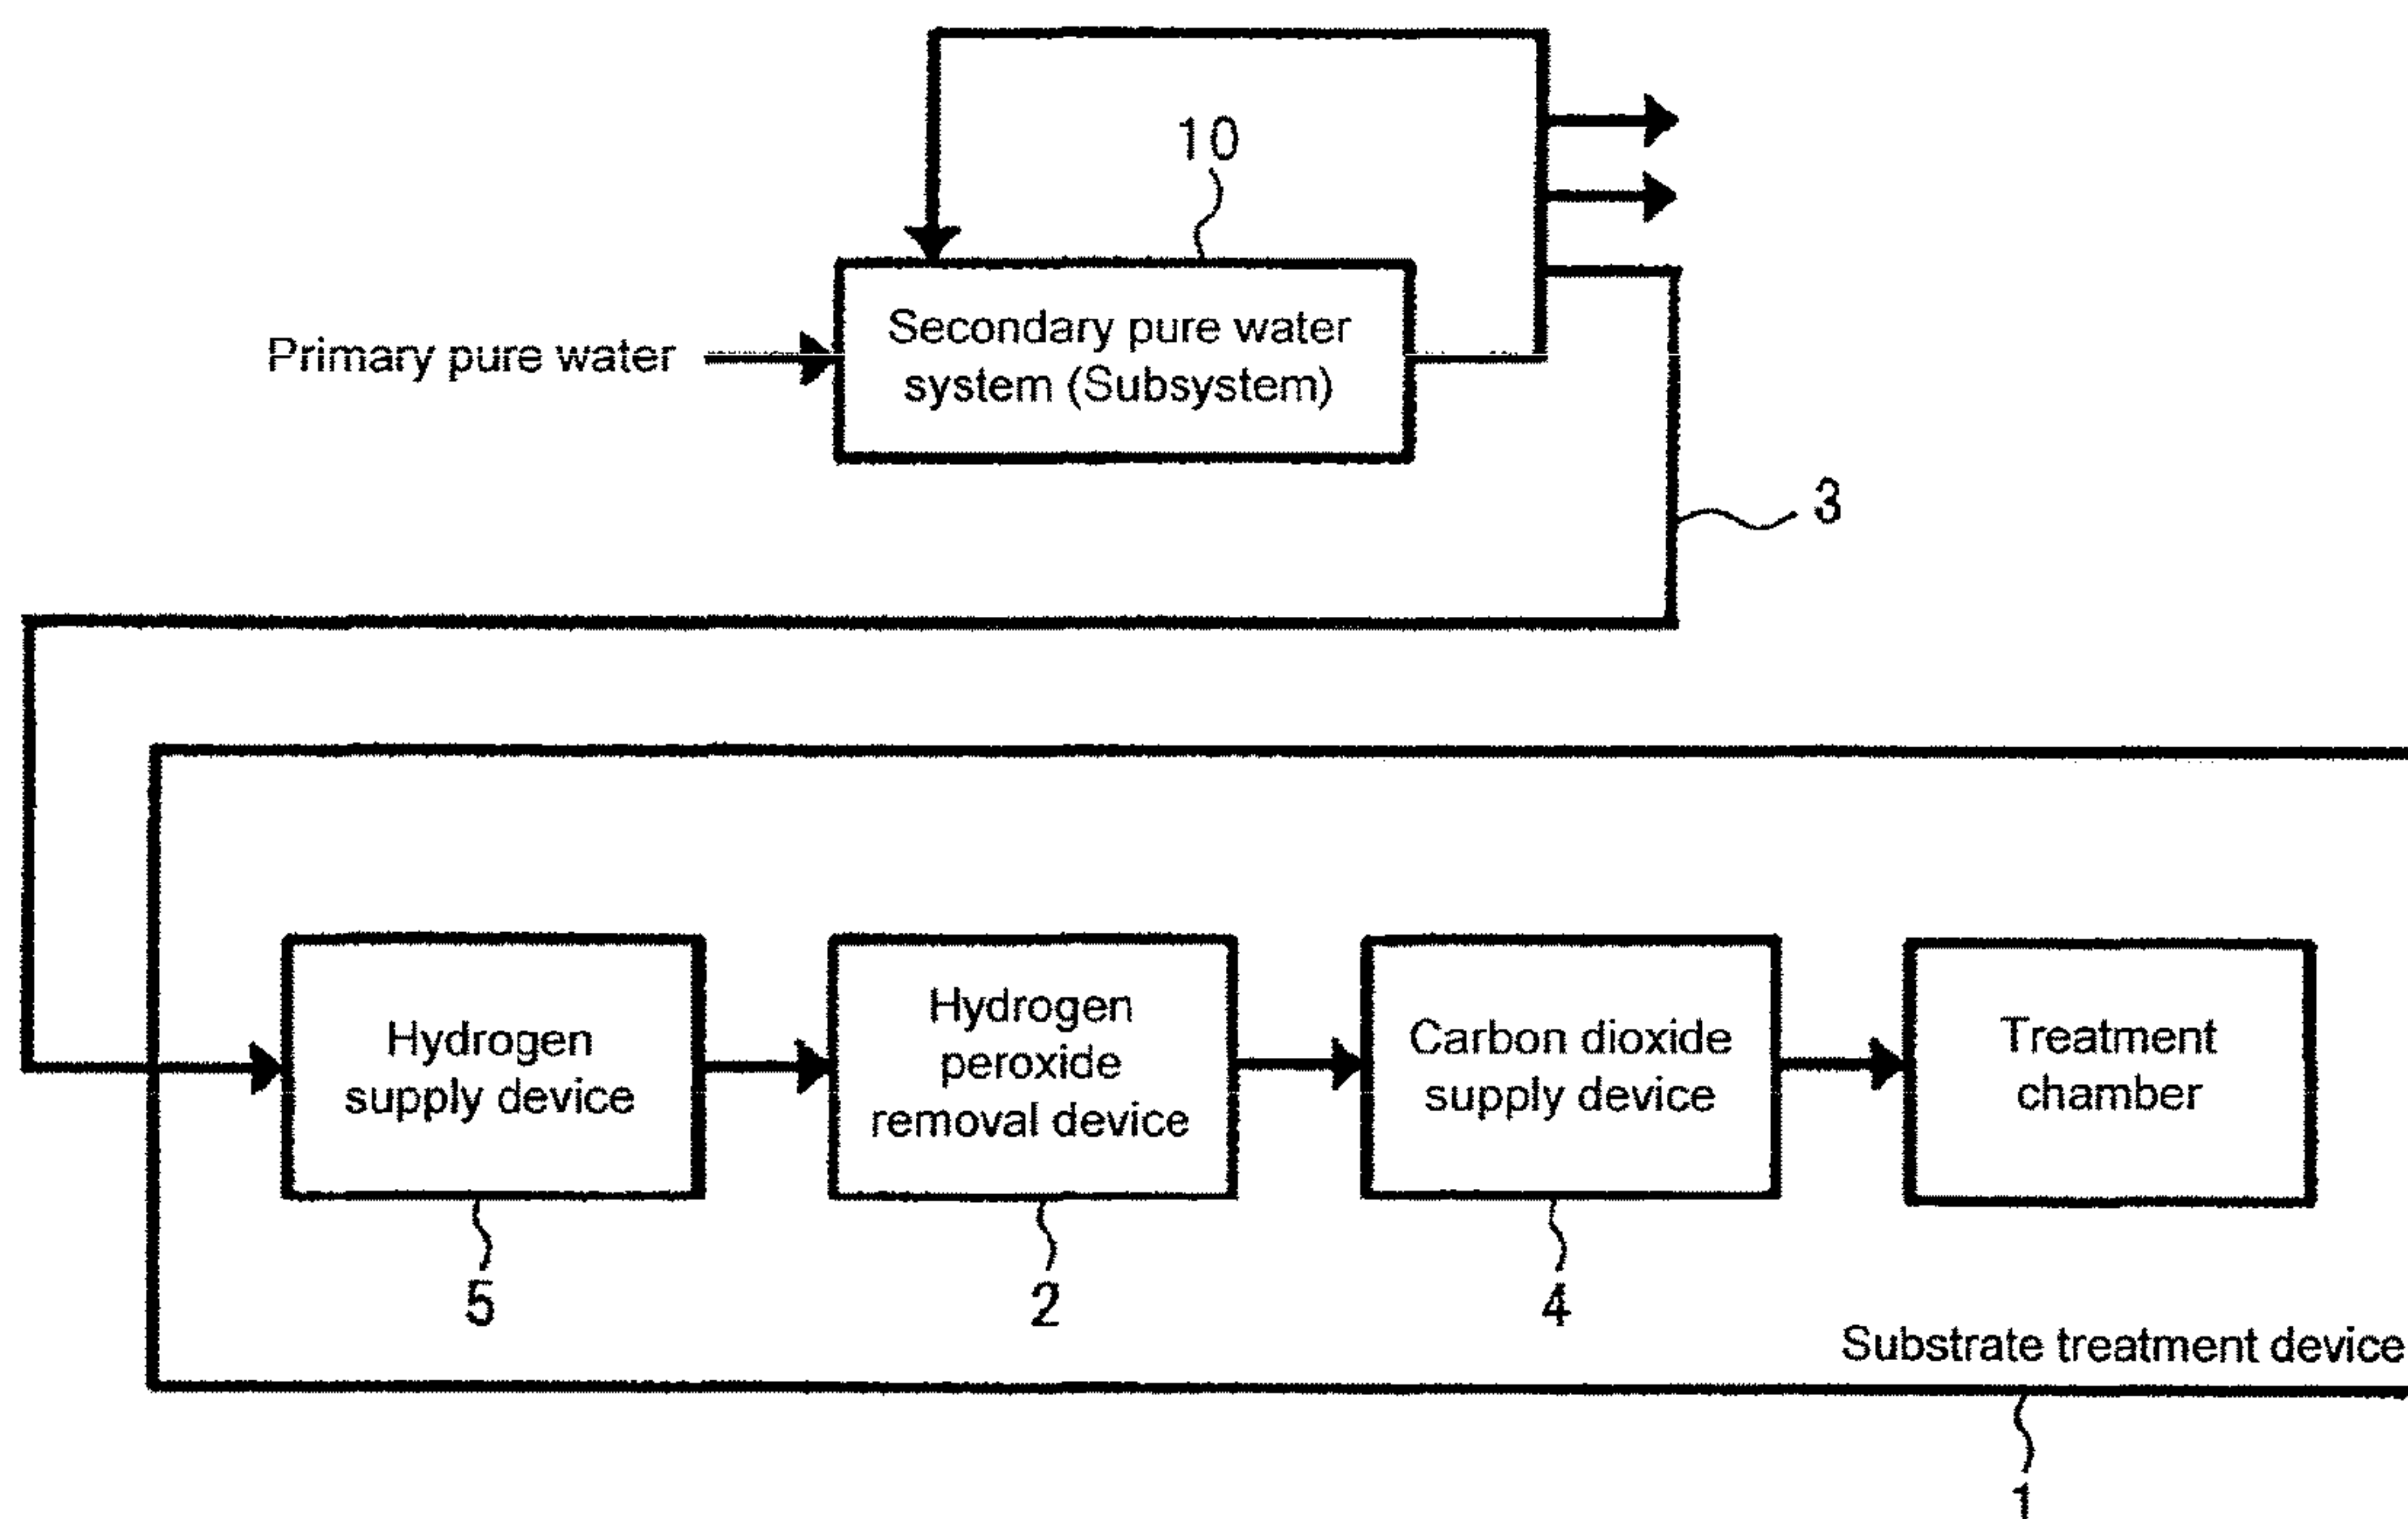 10
Primary pure water
Secondary pure water
system (Subsystem)
3
Hydrogen
supply device
Hydrogen
peroxide
removal device
Carbon dioxide
supply device
Treatment
chamber
5
2
4
Substrate treatment device
1